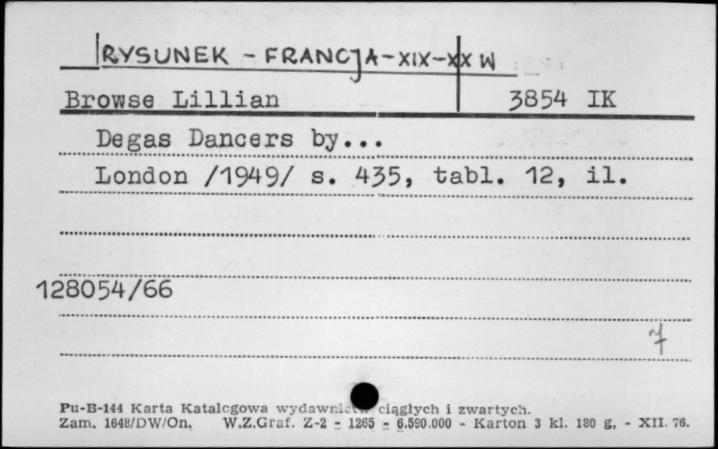 RYSUNEK - FRANCJA - XIX - XX W
Browse Lillian 3854 IK
Degas Dancers by...
London /1949/ s. 435, tabl. 12, il.
128054/66
7
Pu-B-144 Karta Katalogowa wydawnictw ciągłych i zwartych.
Zam. 1648/DW/On. W.Z.Graf. Z-2 - 1265 - 6.590.000 - Karton 3 kl. 180 g, - XII. 76.